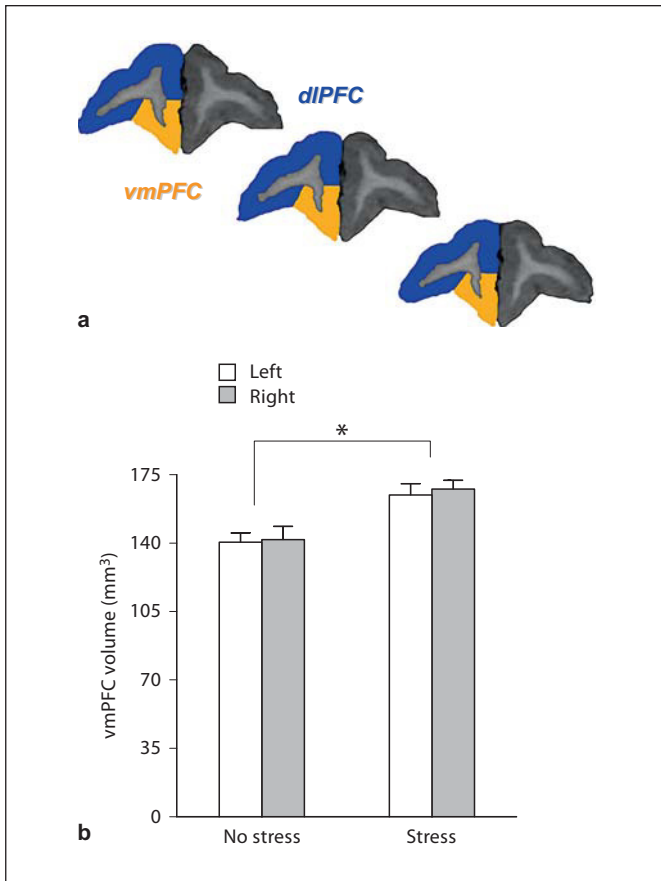 dlPFC
vmPFC
a
Left
Right
*
175
140
105
70
35
0
vmPFC volume (mm³)
No stress
Stress
b